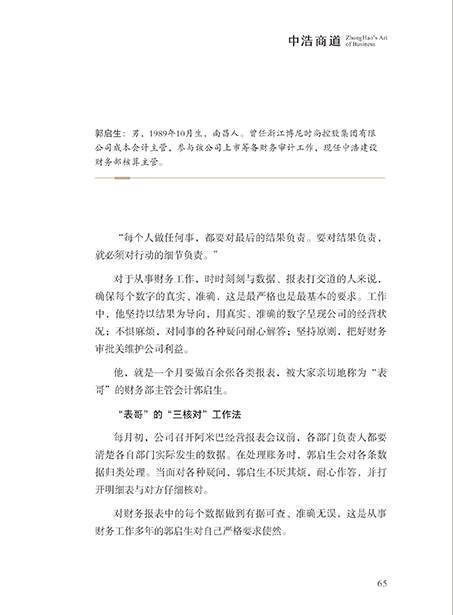 中浩商道 ZhongHao's Art
of Business
郭启生：男，1989年10月生，南昌人。曾任浙江博尼时尚控股集团有限
公司成本会计主管，参与该公司上市筹备财务审计工作，现任中浩建设
财务部核算主管。
“每个人做任何事，都要对最后的结果负责。要对结果负责，
就必须对行动的细节负责。”
对于从事财务工作，时时刻刻与数据、报表打交道的人来说，
确保每个数字的真实、准确，这是最严格也是最基本的要求。工作
中，他坚持以结果为导向，用真实、准确的数字呈现公司的经营状
况；不惧麻烦，对同事的各种疑问耐心解答；坚持原则，把好财务
审批关维护公司利益。
他，就是一个月要做百余张各类报表，被大家亲切地称为“表
哥”的财务部主管会计郭启生。
“表哥”的“三核对”工作法
每月初，公司召开阿米巴经营报表会议前，各部门负责人都要
清楚各自部门实际发生的数据。在处理账务时，郭启生会对各条数
据归类处理。当面对各种疑问，郭启生不厌其烦，耐心作答，并打
开明细表与对方仔细核对。
对财务报表中的每个数据做到有据可查、准确无误，这是从事
财务工作多年的郭启生对自己严格要求使然。
65